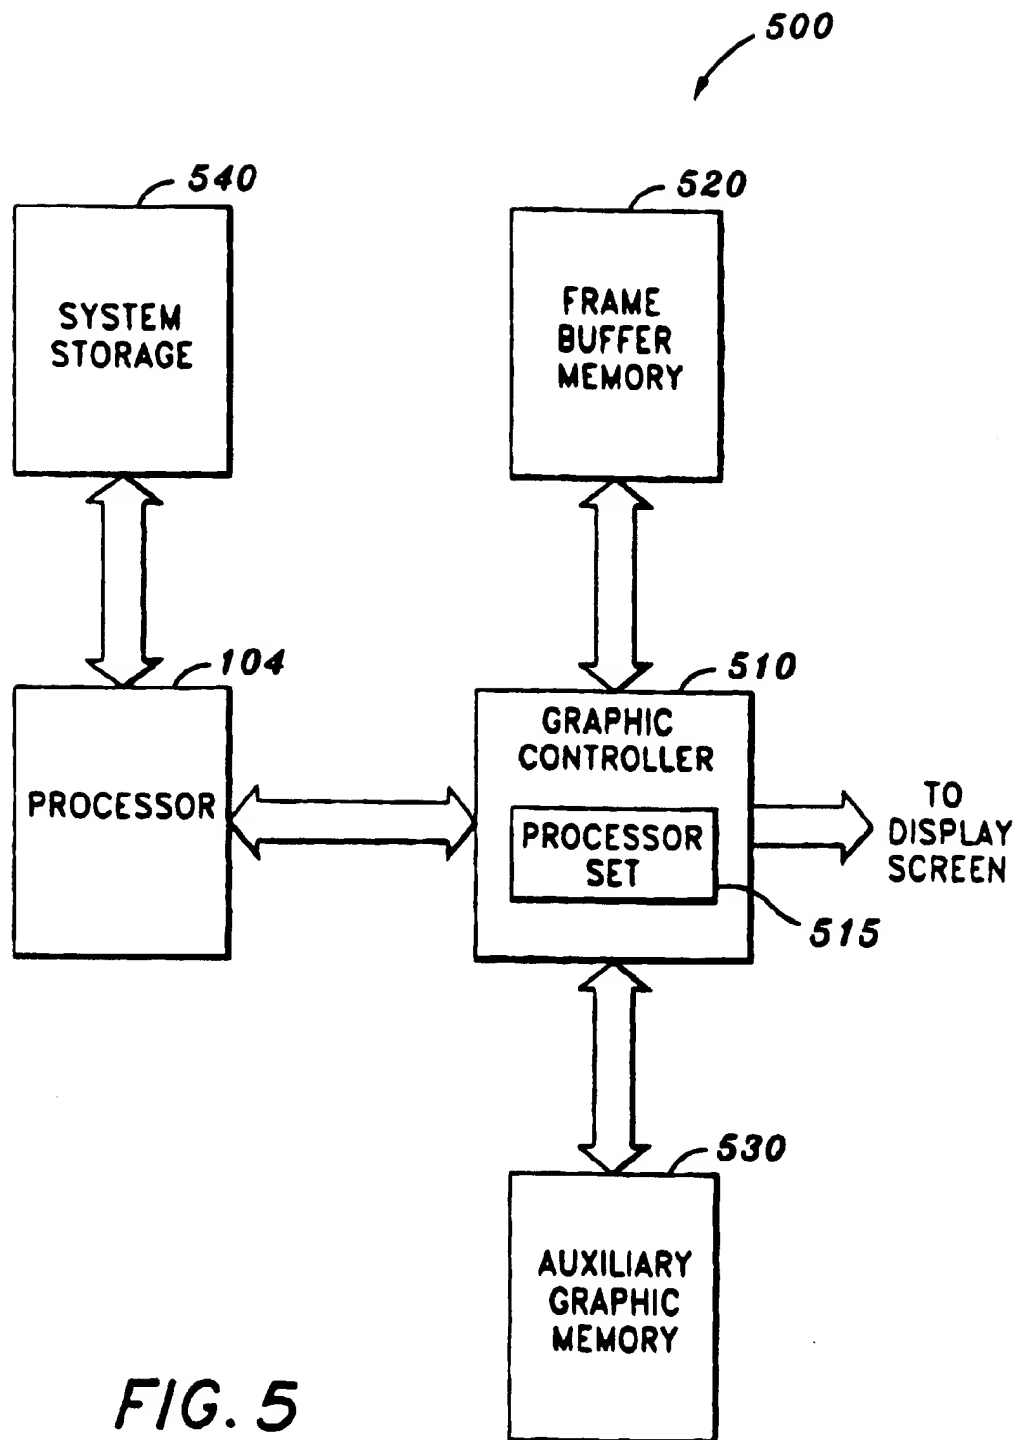 500
540
SYSTEM
STORAGE
520
FRAME
BUFFER
MEMORY
104
PROCESSOR
510
GRAPHIC
CONTROLLER
PROCESSOR
SET
515
TO
DISPLAY
SCREEN
530
AUXILIARY
GRAPHIC
MEMORY
FIG. 5